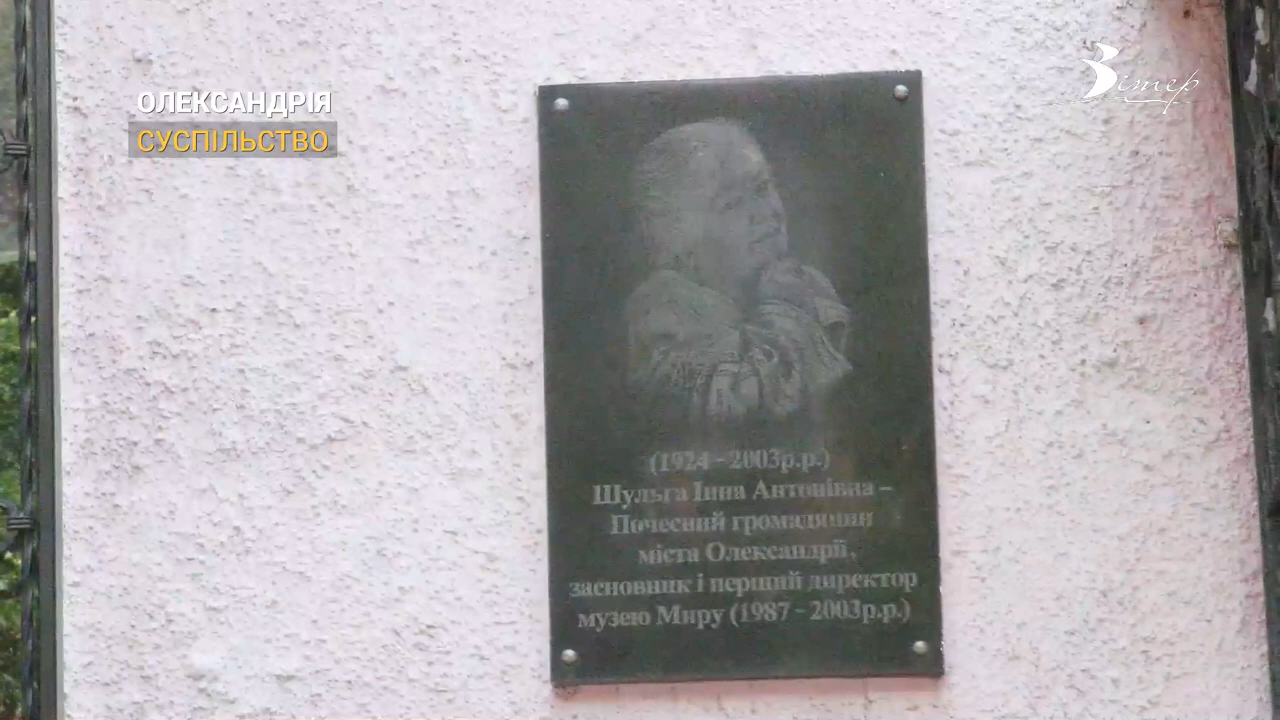 ОЛЕКСАНДРІЯ
СУСПІЛЬСТВО
Вітер
(1924 - 2003р.р.)
Шульга Інна Антонівна –
Почесний громадянин
міста Олександрії,
засновник і перший директор
музею Миру (1987 - 2003р.р.)